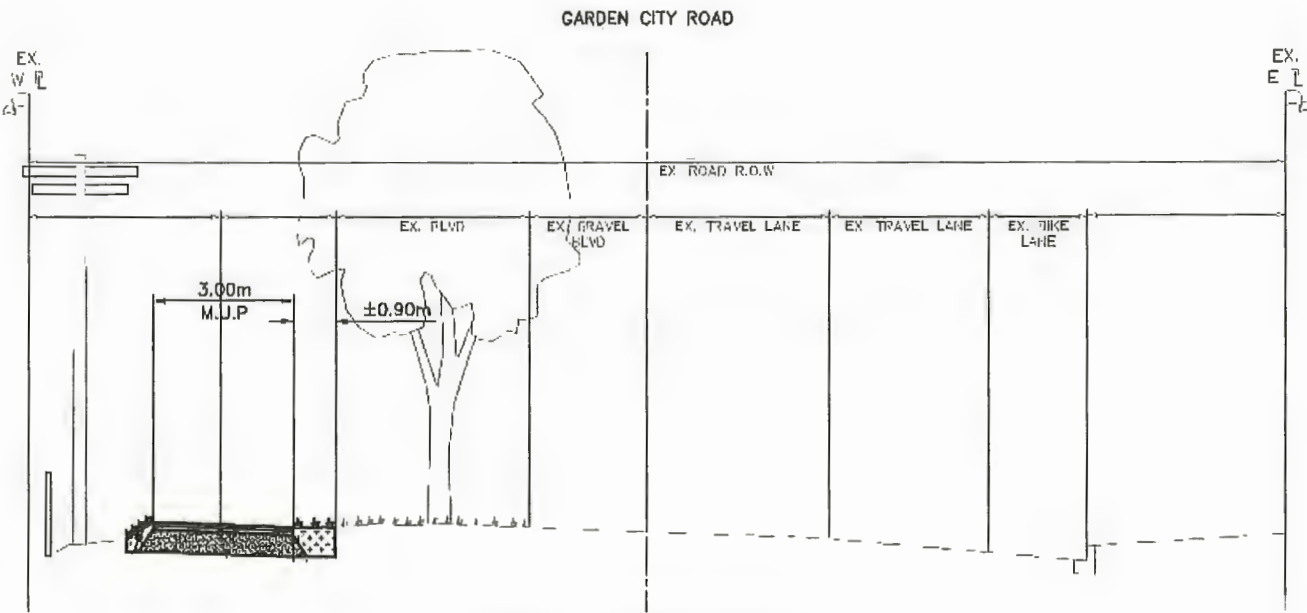 GARDEN CITY ROAD
EX.
W PL
EX.
E PL
EX ROAD R.O.W
EX. BLVD
EX. GRAVEL
BLVD
EX. TRAVEL LANE
EX TRAVEL LANE
EX. BIKE
LANE
3.00m
M.U.P
±0.90m